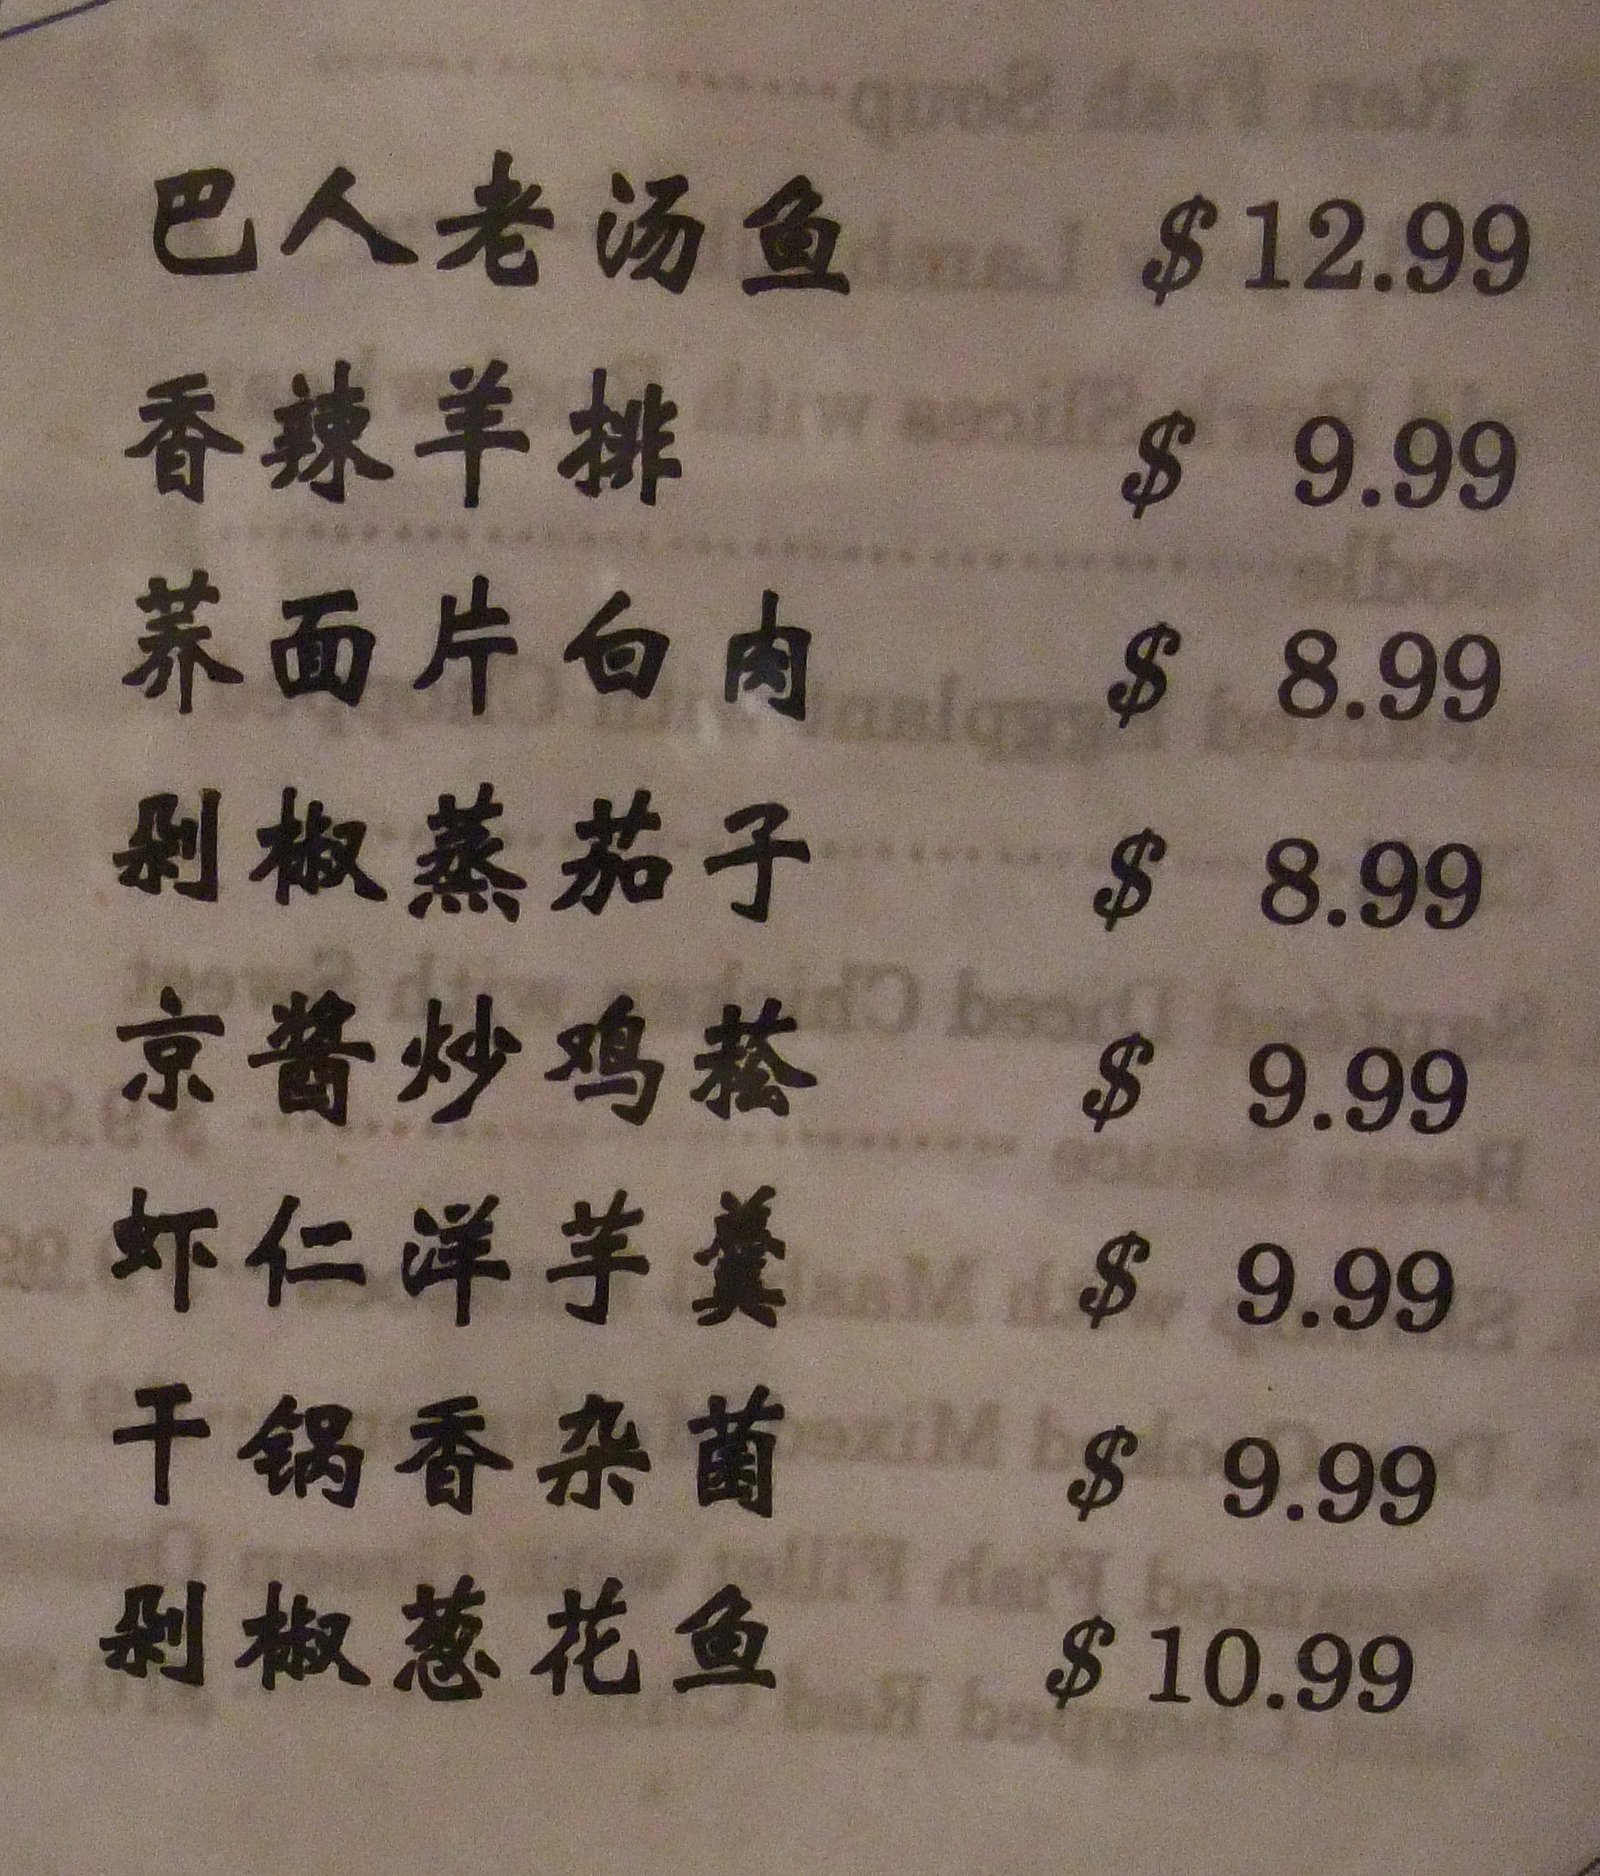 巴人老汤鱼 $12.99
香辣羊排 $ 9.99
荞面片白肉 $ 8.99
剁椒蒸茄子 $ 8.99
京酱炒鸡菘 $ 9.99
虾仁洋芋羹 $ 9.99
干锅香杂菌 $ 9.99
剁椒葱花鱼 $10.99